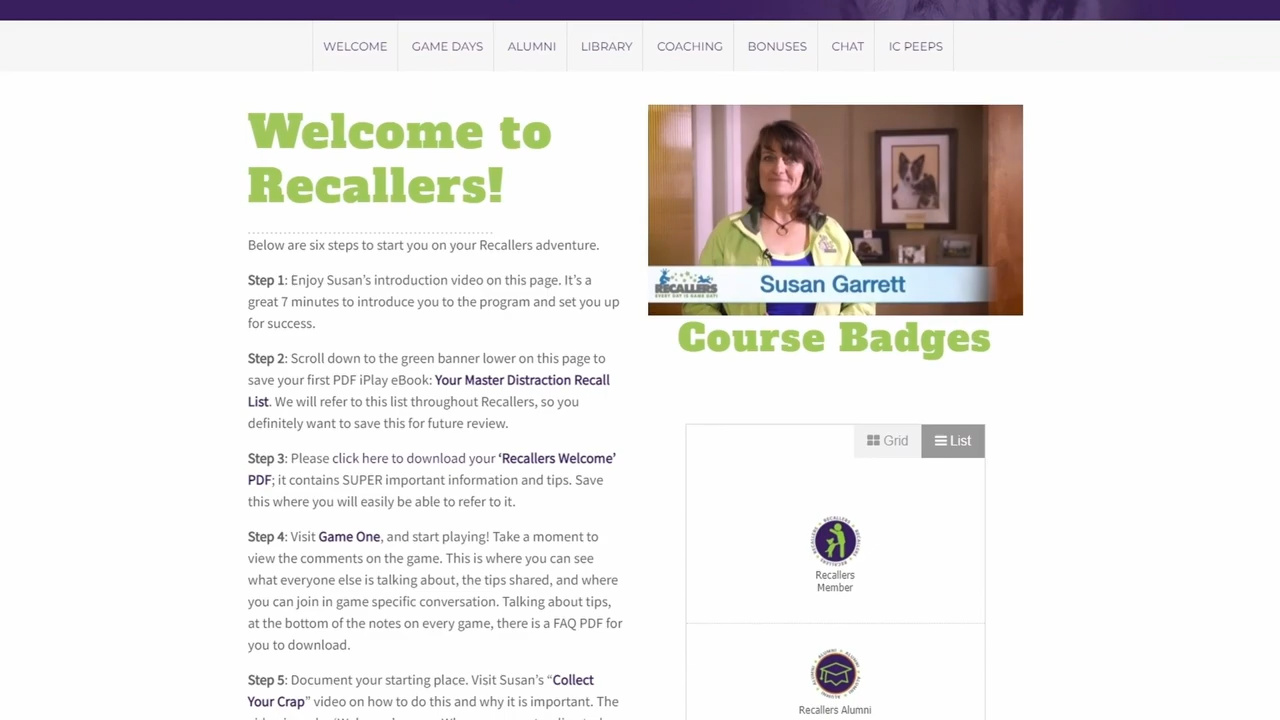 WELCOME
GAME DAYS
ALUMNI
LIBRARY
COACHING
BONUSES
CHAT
IC PEEPS
Welcome to
Recallers!
Below are six steps to start you on your Recallers adventure.
Step 1: Enjoy Susan's introduction video on this page. It's a
great 7 minutes to introduce you to the program and set you up
for success.
Step 2: Scroll down to the green banner lower on this page to
save your first PDF iPlay eBook: Your Master Distraction Recall
List. We will refer to this list throughout Recallers, so you
definitely want to save this for future review.
Step 3: Please click here to download your ‘Recallers Welcome’
PDF; it contains SUPER important information and tips. Save
this where you will easily be able to refer to it.
Step 4: Visit Game One, and start playing! Take a moment to
view the comments on the game. This is where you can see
what everyone else is talking about, the tips shared, and where
you can join in game specific conversation. Talking about tips,
at the bottom of the notes on every game, there is a FAQ PDF for
you to download.
Step 5: Document your starting place. Visit Susan's “Collect
Your Crap” video on how to do this and why it is important. The
RECALLERS
EVERY DAY IS GAME DAY!
Susan Garrett
Course Badges
Grid
List
Recallers
Member
Recallers Alumni